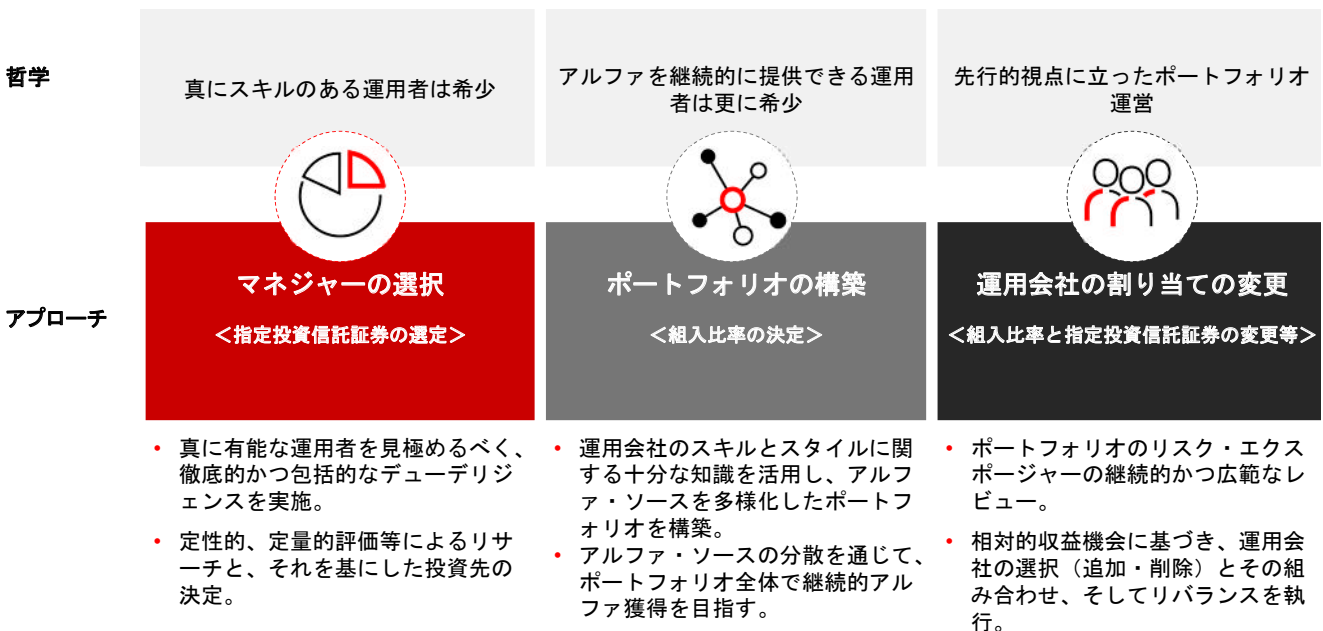 哲学
真にスキルのある運用者は希少
アルファを継続的に提供できる運用
者は更に希少
先行的視点に立ったポートフォリオ
運営
アプローチ
マネジャーの選択
＜指定投資信託証券の選定＞
ポートフォリオの構築
＜組入比率の決定＞
運用会社の割り当ての変更
＜組入比率と指定投資信託証券の変更等＞
• 真に有能な運用者を見極めるべく、
徹底的かつ包括的なデューデリジ
ェンスを実施。
• 定性的、定量的評価等によるリサ
ーチと、それを基にした投資先の
決定。
• 運用会社のスキルとスタイルに関
する十分な知識を活用し、アルフ
ァ・ソースを多様化したポートフ
ォリオを構築。
• アルファ・ソースの分散を通じて、
ポートフォリオ全体で継続的アル
ファ獲得を目指す。
• ポートフォリオのリスク・エクス
ポージャーの継続的かつ広範なレ
ビュー。
• 相対的収益機会に基づき、運用会
社の選択（追加・削除）とその組
み合わせ、そしてリバランスを執
行。